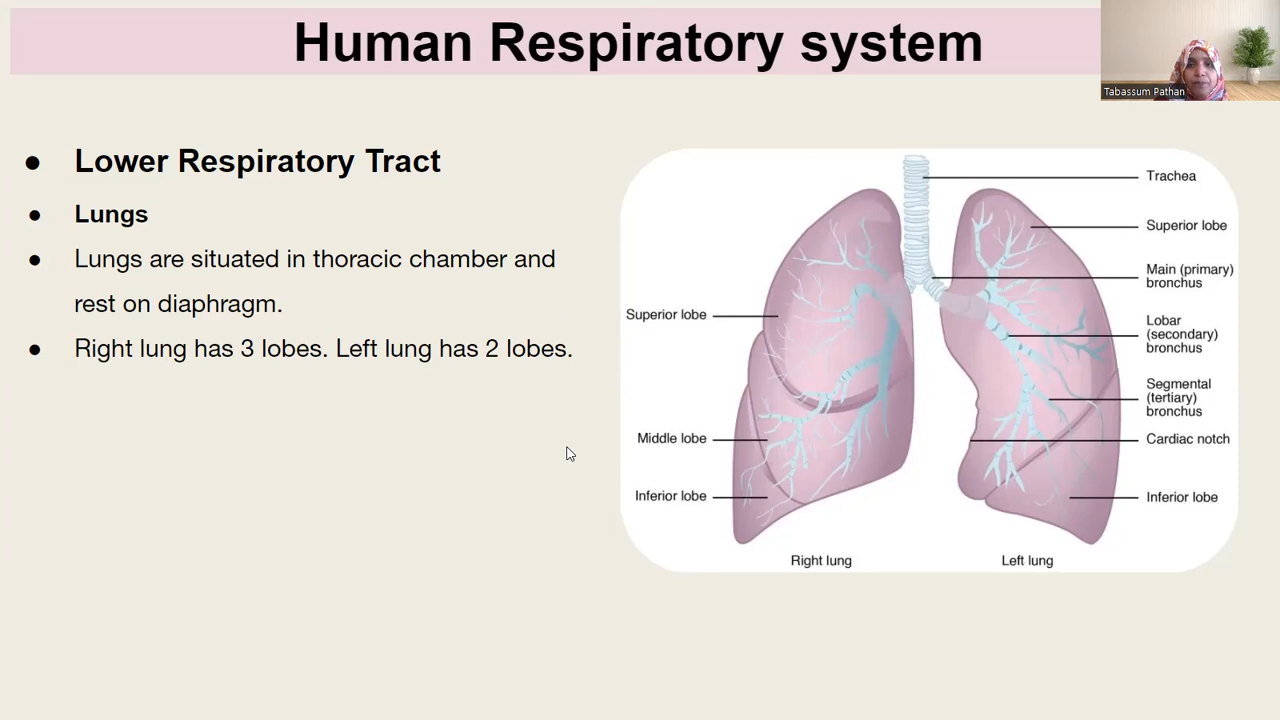 Human Respiratory system
Tabassum Pathan
● Lower Respiratory Tract
● Lungs
● Lungs are situated in thoracic chamber and
rest on diaphragm.
● Right lung has 3 lobes. Left lung has 2 lobes.
Trachea
Superior lobe
Main (primary)
bronchus
Superior lobe
Lobar
(secondary)
bronchus
Segmental
(tertiary)
bronchus
Middle lobe
Cardiac notch
Inferior lobe
Inferior lobe
Right lung
Left lung